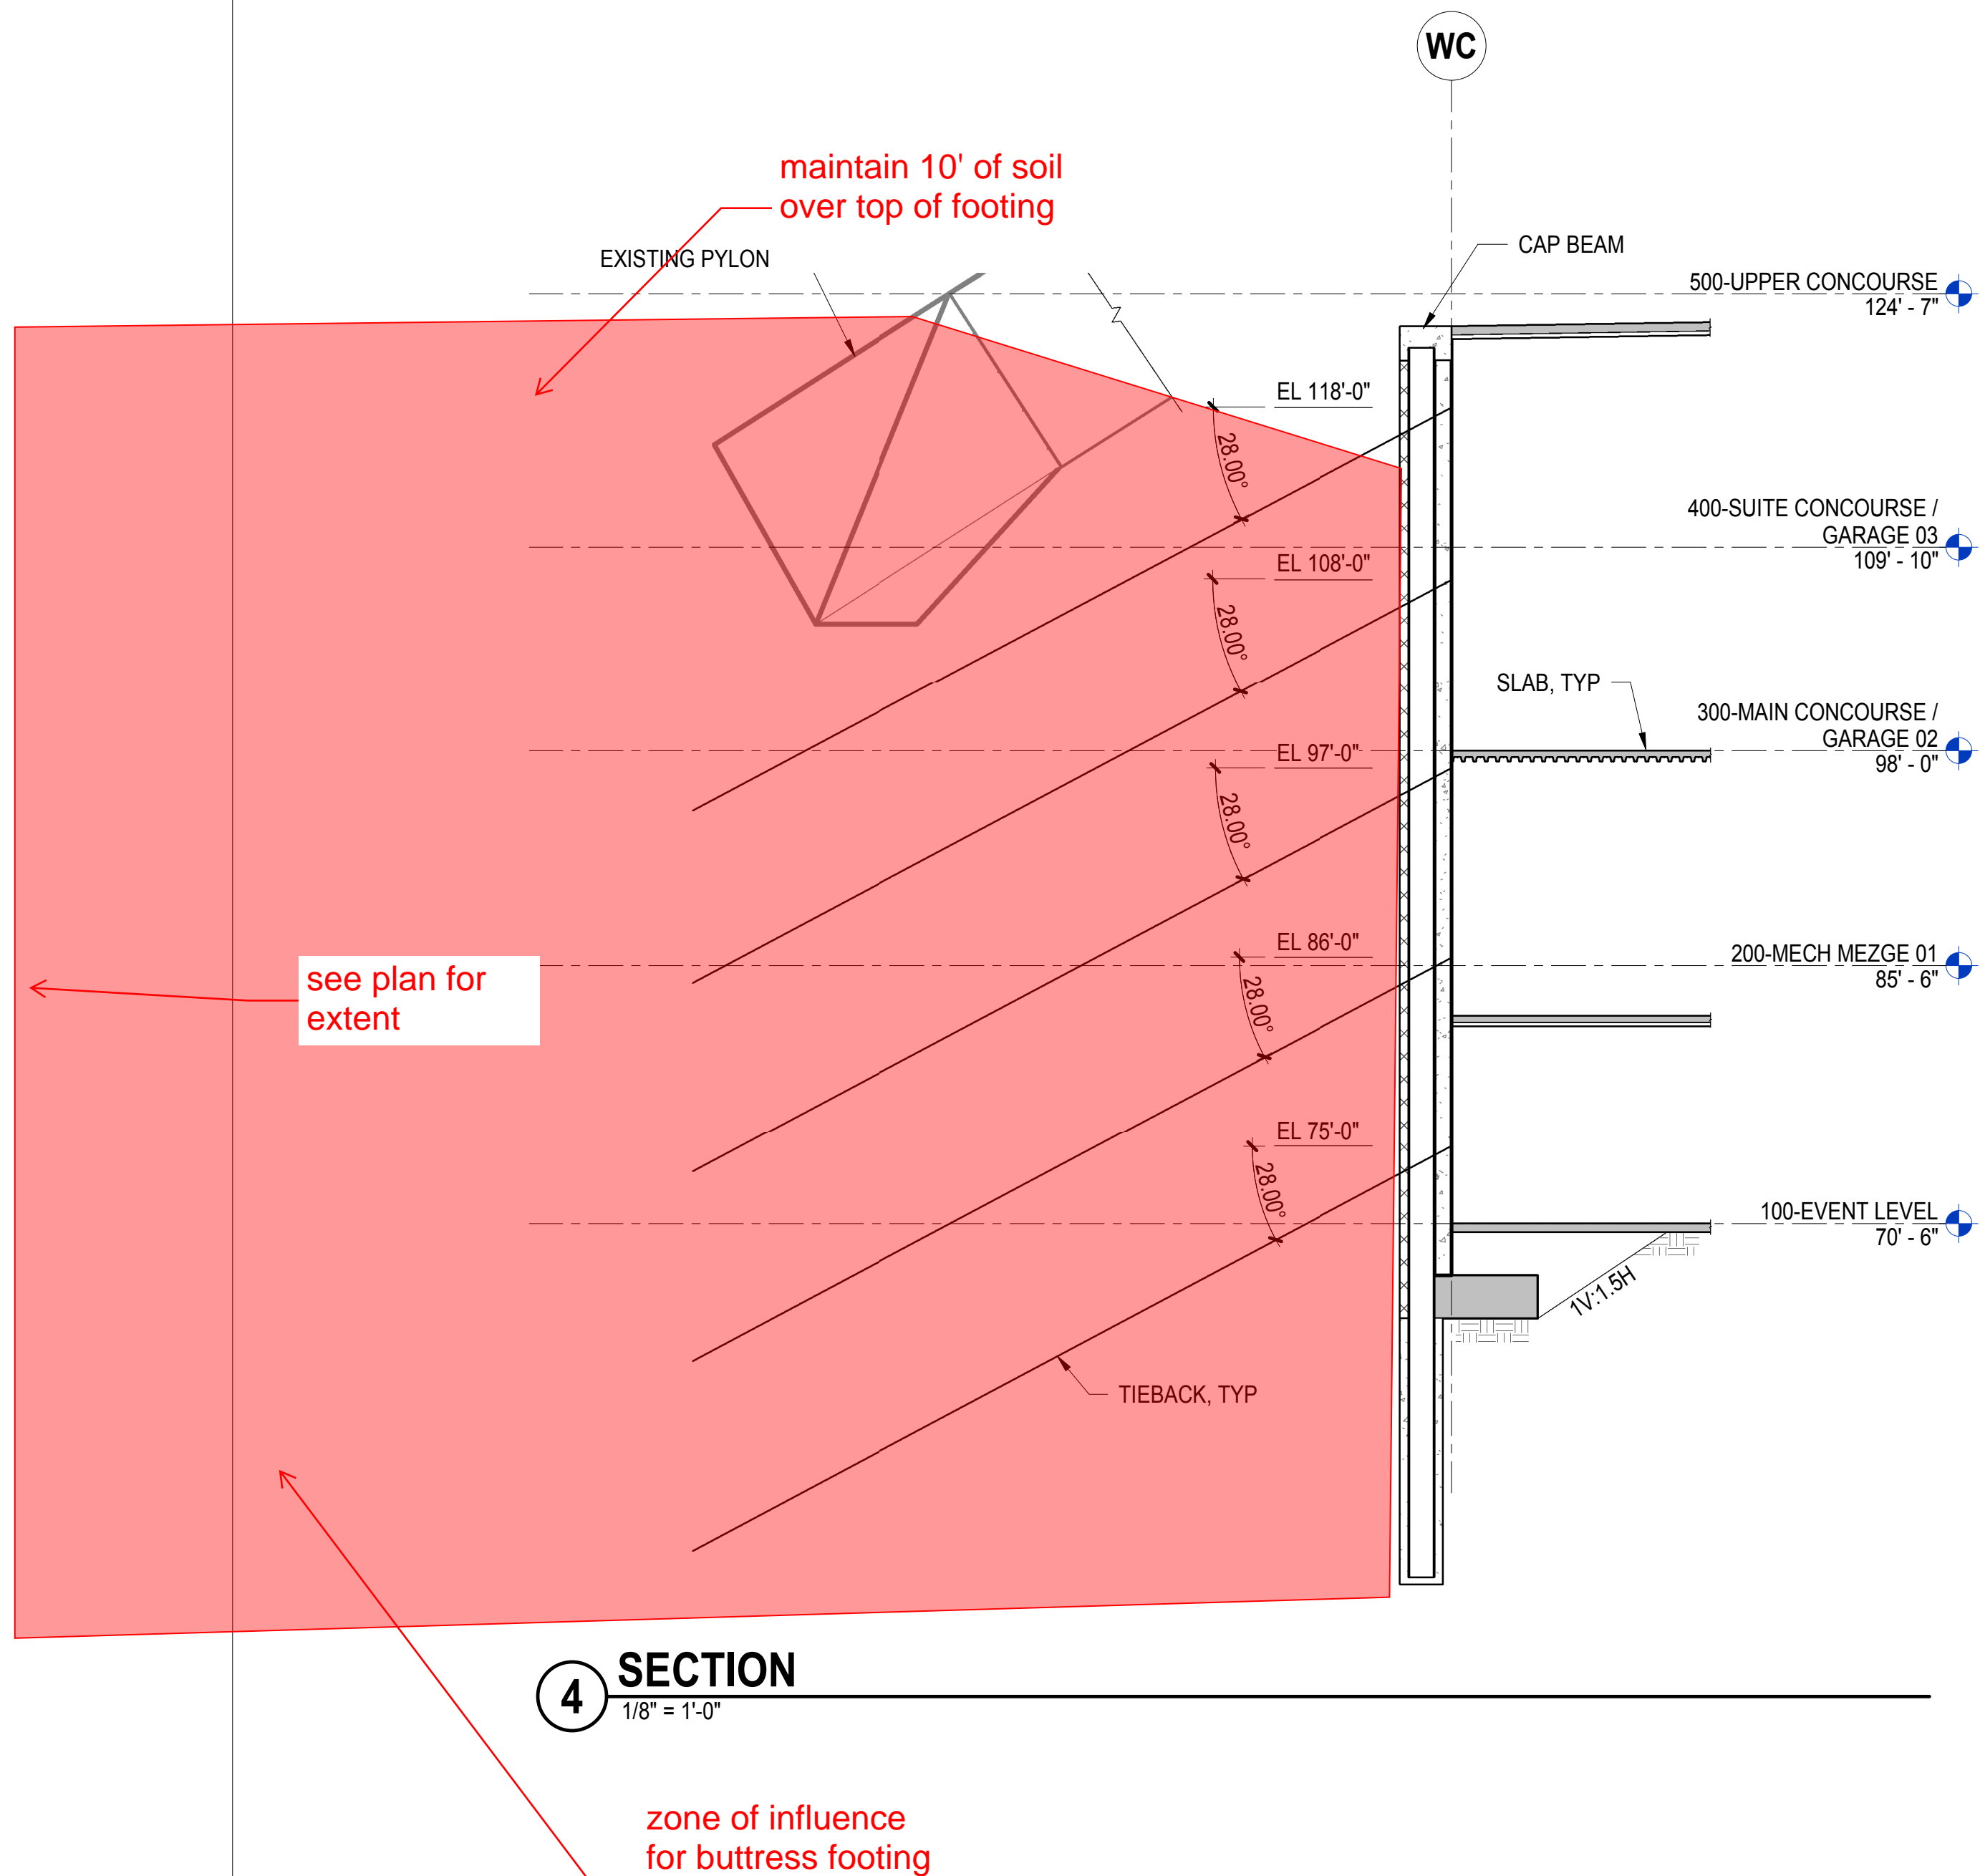 WC
maintain 10' of soil
over top of footing
EXISTING PYLON
CAP BEAM
500-UPPER CONCOURSE
124' - 7"
EL 118'-0"
28.00°
400-SUITE CONCOURSE /
GARAGE 03
109' - 10"
EL 108'-0"
28.00°
SLAB, TYP
300-MAIN CONCOURSE /
GARAGE 02
98' - 0"
EL 97'-0"
28.00°
200-MECH MEZGE 01
85' - 6"
EL 86'-0"
28.00°
see plan for
extent
EL 75'-0"
28.00°
100-EVENT LEVEL
70' - 6"
1V:1.5H
TIEBACK, TYP
4
SECTION
1/8" = 1'-0"
zone of influence
for buttress footing